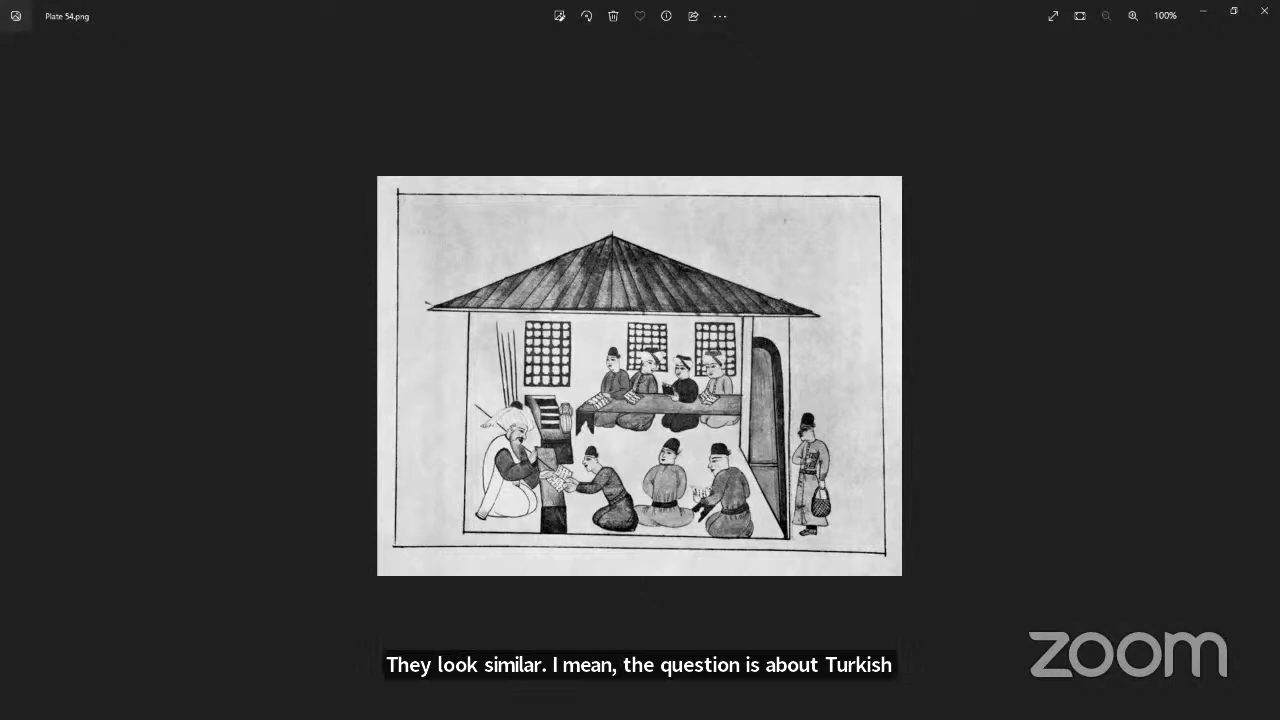 Plate 54.png
100%
They look similar. I mean, the question is about Turkish
zoom